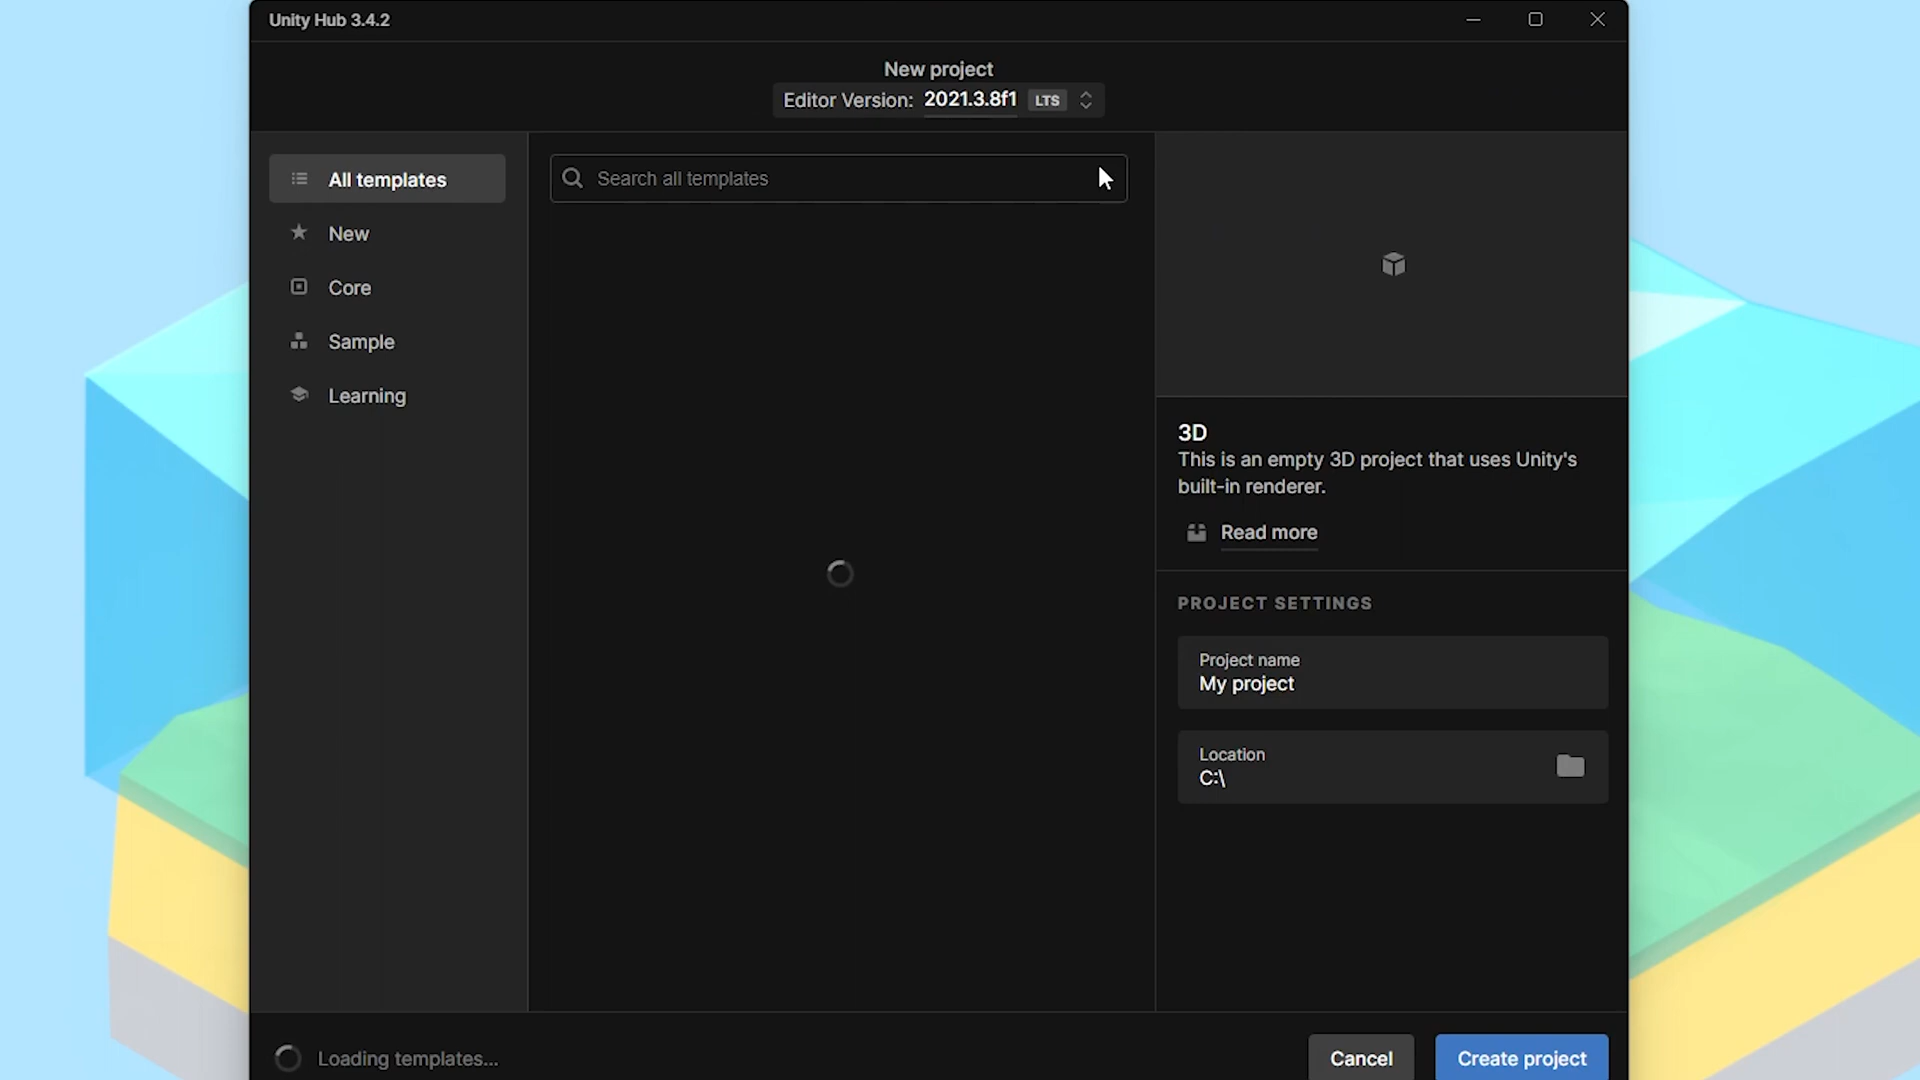 Unity Hub 3.4.2
New project
Editor Version: 2021.3.8f1 LTS
All templates
New
Core
Sample
Learning
Search all templates
3D
This is an empty 3D project that uses Unity's
built-in renderer.
Read more
PROJECT SETTINGS
Project name
My project
Location
C:\
Loading templates...
Cancel
Create project